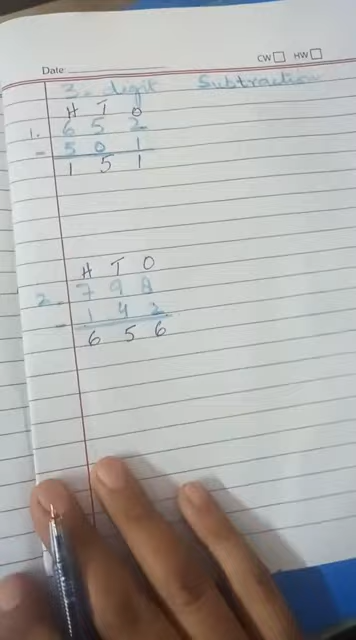 CW HW
Date
3-digit Subtraction
H T O
1. 6 5 2
- 5 0 1
1 5 1
H T O
2. 7 9 8
- 1 4 2
6 5 6